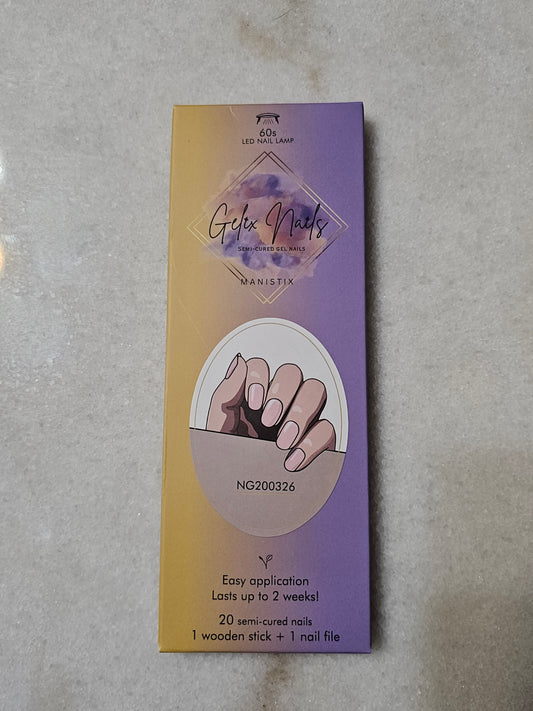 60s
LED NAIL LAMP
Gelix Nails
SEMI-CURED GEL NAILS
MANISTIX
NG200326
Easy application
Lasts up to 2 weeks!
20 semi-cured nails
1 wooden stick + 1 nail file